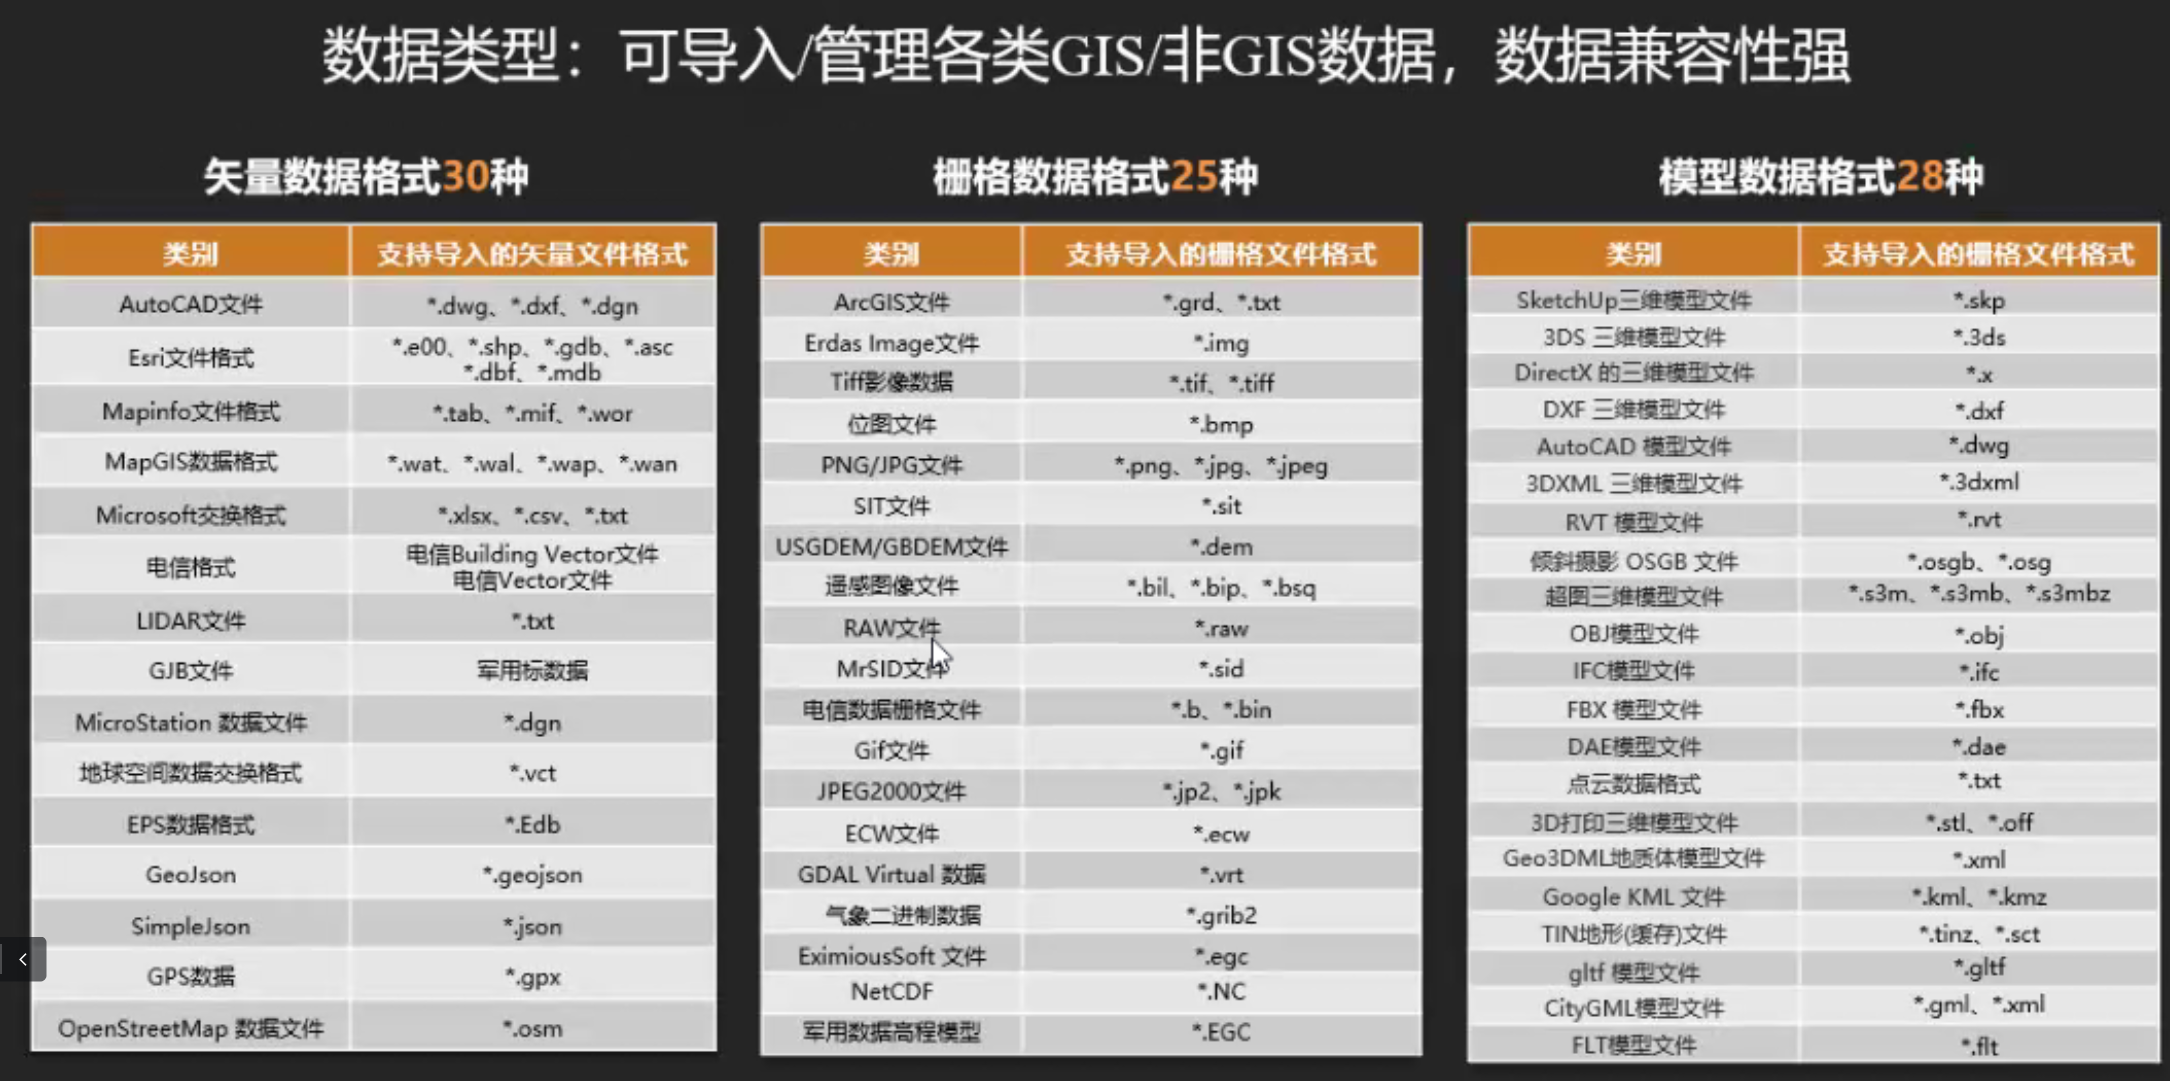 数据类型：可导入/管理各类GIS/非GIS数据，数据兼容性强
矢量数据格式30种
类别 支持导入的矢量文件格式
AutoCAD文件 *.dwg、*.dxf、*.dgn
Esri文件格式 *.e00、*.shp、*.gdb、*.asc
*.dbf、*.mdb
Mapinfo文件格式 *.tab、*.mif、*.wor
MapGIS数据格式 *.wat、*.wal、*.wap、*.wan
Microsoft交换格式 *.xlsx、*.csv、*.txt
电信格式 电信Building Vector文件
电信Vector文件
LIDAR文件 *.txt
GJB文件 军用标数据
MicroStation 数据文件 *.dgn
地球空间数据交换格式 *.vct
EPS数据格式 *.Edb
GeoJson *.geojson
SimpleJson *.json
GPS数据 *.gpx
OpenStreetMap 数据文件 *.osm
栅格数据格式25种
类别 支持导入的栅格文件格式
ArcGIS文件 *.grd、*.txt
Erdas Image文件 *.img
Tiff影像数据 *.tif、*.tiff
位图文件 *.bmp
PNG/JPG文件 *.png、*.jpg、*.jpeg
SIT文件 *.sit
USGDEM/GBDEM文件 *.dem
遥感图像文件 *.bil、*.bip、*.bsq
RAW文件 *.raw
MrSID文件 *.sid
电信数据栅格文件 *.b、*.bin
Gif文件 *.gif
JPEG2000文件 *.jp2、*.jpk
ECW文件 *.ecw
GDAL Virtual 数据 *.vrt
气象二进制数据 *.grib2
EximiousSoft 文件 *.egc
NetCDF *.NC
军用数据高程模型 *.EGC
模型数据格式28种
类别 支持导入的栅格文件格式
SketchUp三维模型文件 *.skp
3DS 三维模型文件 *.3ds
DirectX 的三维模型文件 *.x
DXF 三维模型文件 *.dxf
AutoCAD 模型文件 *.dwg
3DXML 三维模型文件 *.3dxml
RVT 模型文件 *.rvt
倾斜摄影 OSGB 文件 *.osgb、*.osg
超图三维模型文件 *.s3m、*.s3mb、*.s3mbz
OBJ模型文件 *.obj
IFC模型文件 *.ifc
FBX 模型文件 *.fbx
DAE模型文件 *.dae
点云数据格式 *.txt
3D打印三维模型文件 *.stl、*.off
Geo3DML地质体模型文件 *.xml
Google KML 文件 *.kml、*.kmz
TIN地形(缓存)文件 *.tinz、*.sct
gltf 模型文件 *.gltf
CityGML模型文件 *.gml、*.xml
FLT模型文件 *.flt